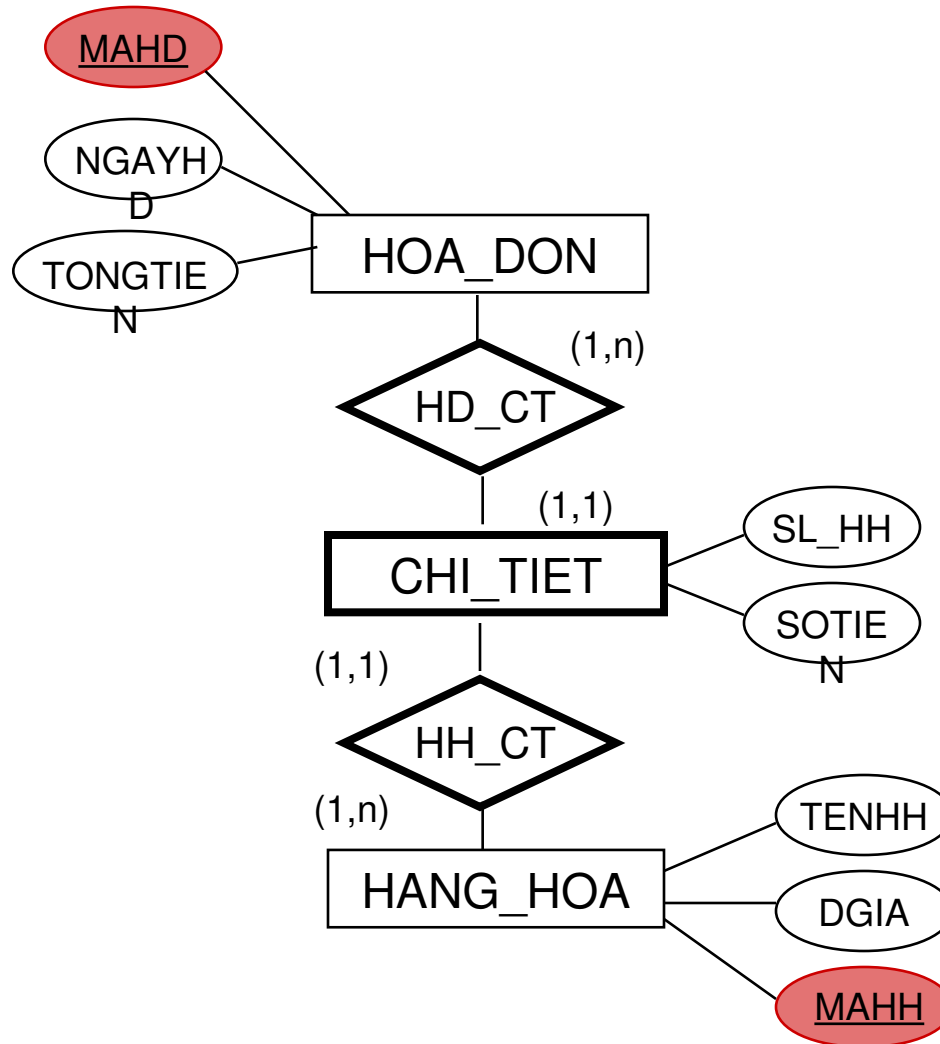 MAHD
NGAYH
D
TONGTIE
N
HOA_DON
(1,n)
HD_CT
(1,1)
SL_HH
CHI_TIET
SOTIE
N
(1,1)
HH_CT
(1,n)
TENHH
HANG_HOA
DGIA
MAHH